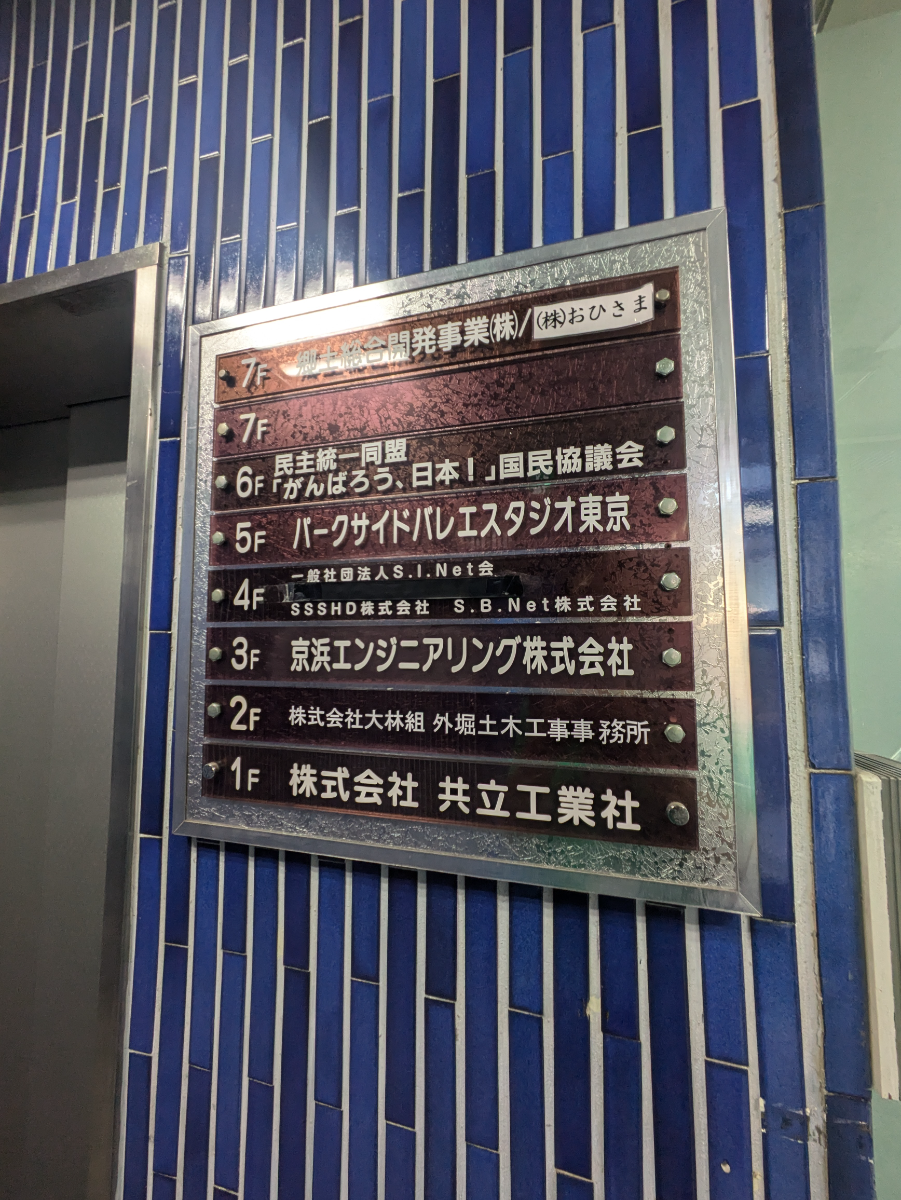 7F 郷土総合開発事業(株)/(株)おひさま
7F
6F 民主統一同盟
「がんばろう、日本！」国民協議会
5F パークサイドバレエスタジオ東京
4F 一般社団法人S.I.Net会
SSSHD株式会社 S.B.Net株式会社
3F 京浜エンジニアリング株式会社
2F 株式会社大林組 外堀土木工事事務所
1F 株式会社 共立工業社